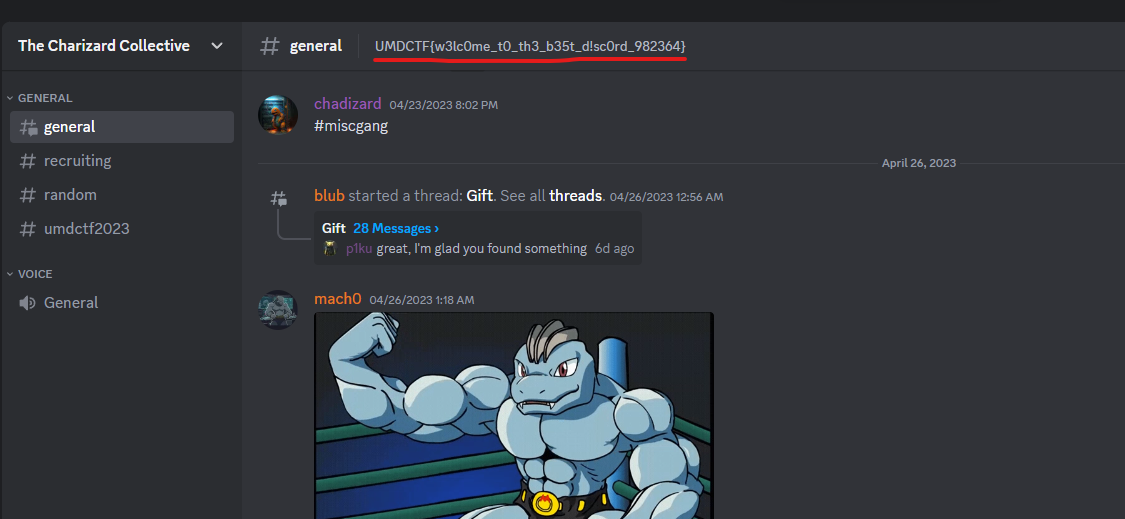 The Charizard Collective
general
UMDCTF{w3lc0me_t0_th3_b35t_d!sc0rd_982364}
GENERAL
general
recruiting
random
umdctf2023
VOICE
General
chadizard 04/23/2023 8:02 PM
#miscgang
April 26, 2023
blub started a thread: Gift. See all threads. 04/26/2023 12:56 AM
Gift 28 Messages ›
p1ku great, I'm glad you found something 6d ago
mach0 04/26/2023 1:18 AM